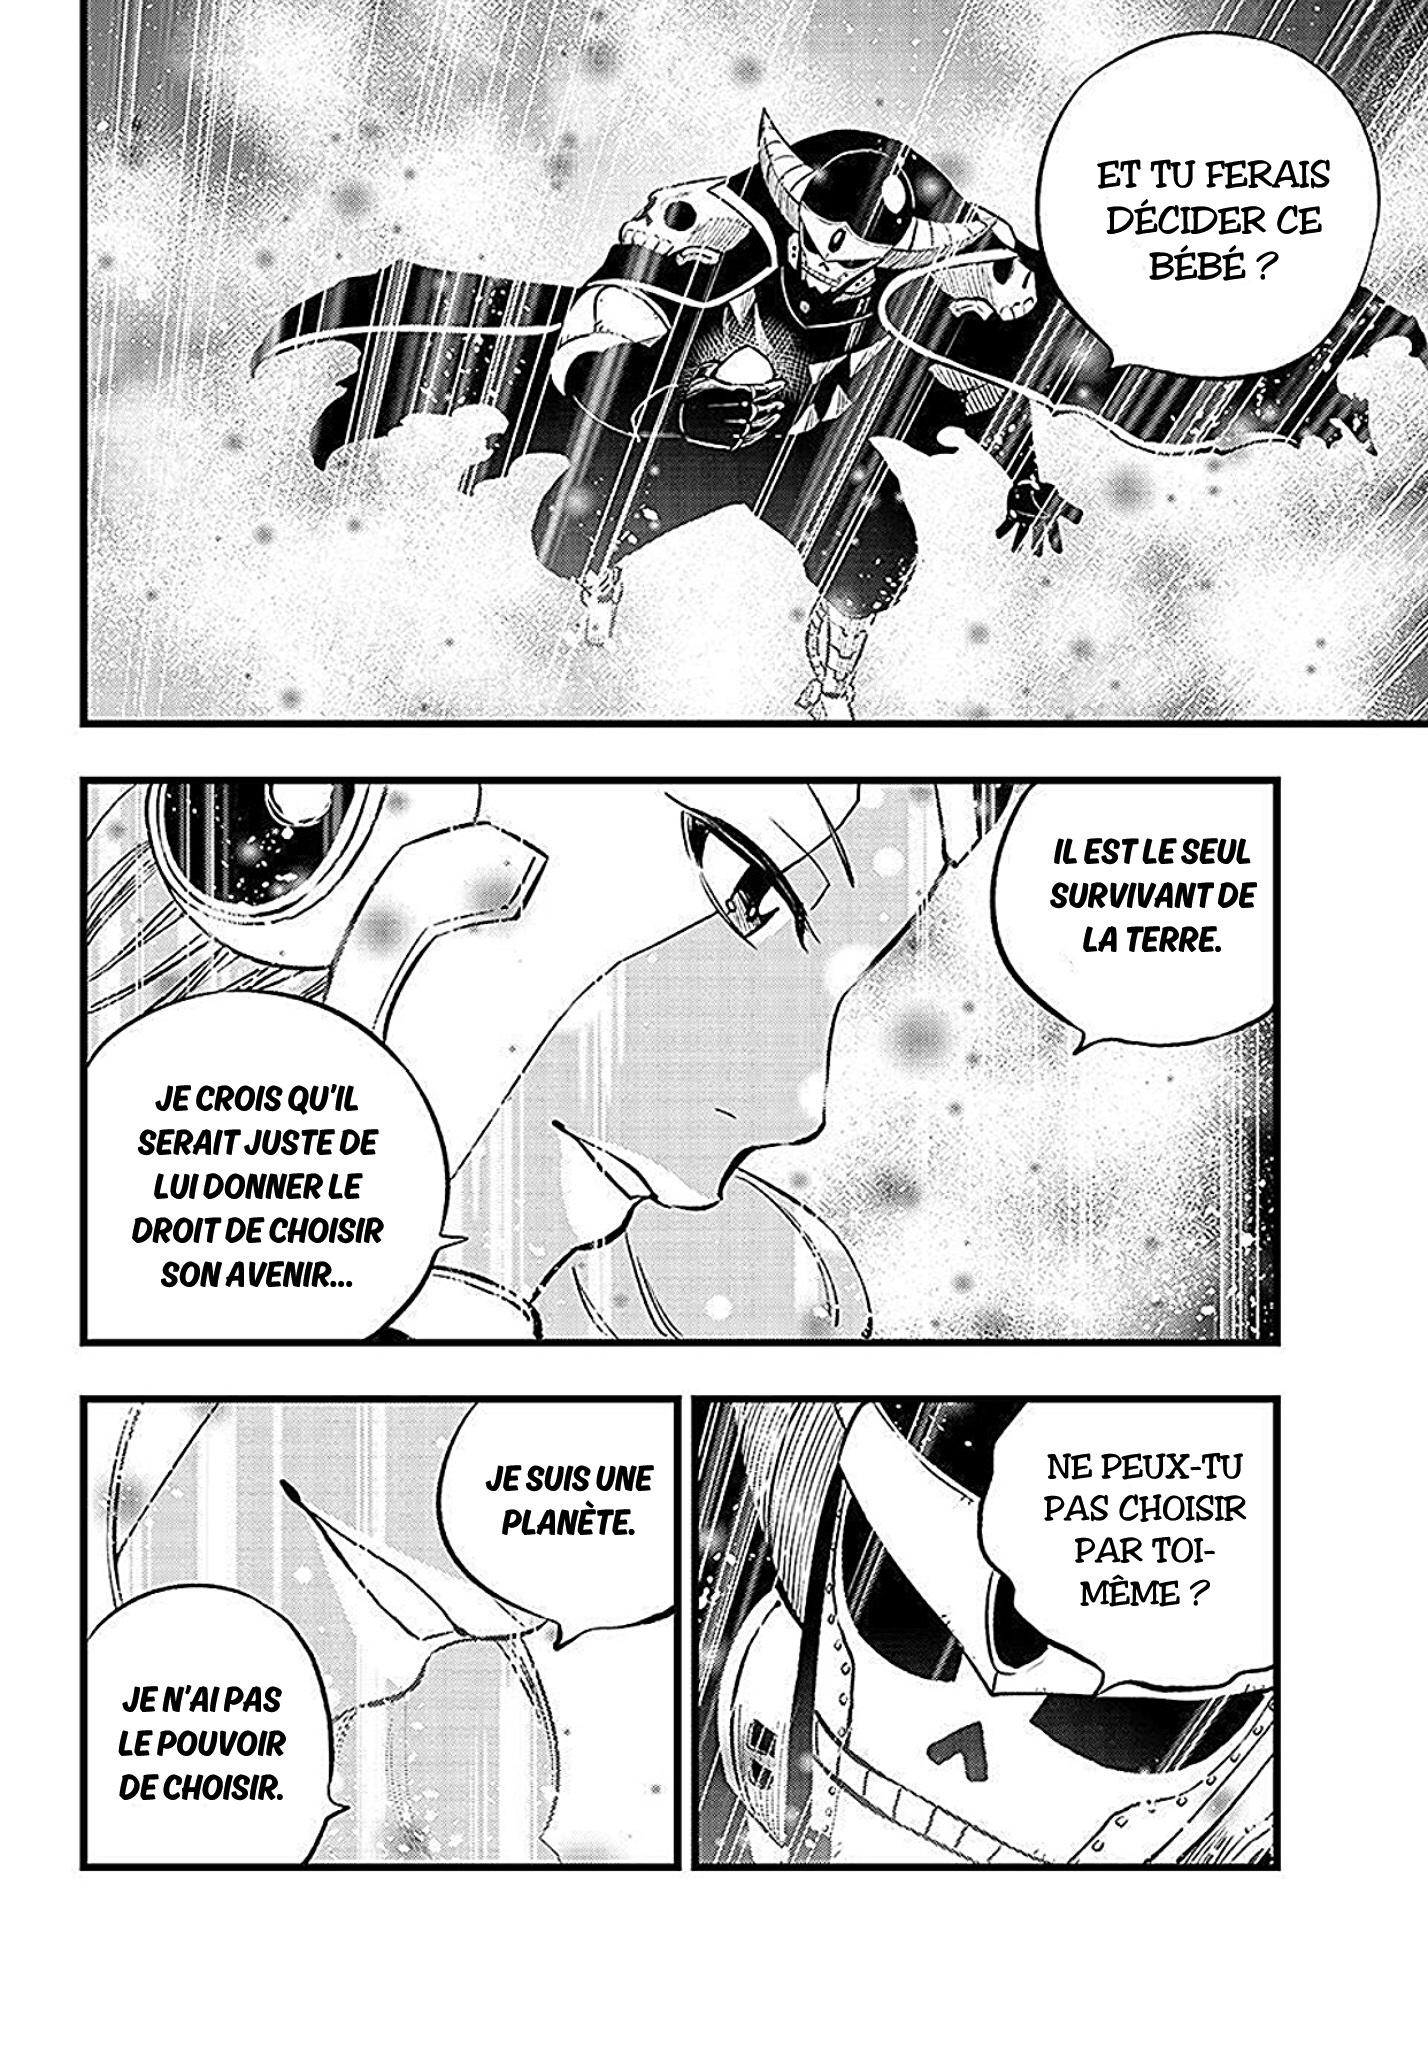 ET TU FERAIS
DÉCIDER CE
BÉBÉ ?
IL EST LE SEUL
SURVIVANT DE
LA TERRE.
JE CROIS QU'IL
SERAIT JUSTE DE
LUI DONNER LE
DROIT DE CHOISIR
SON AVENIR...
NE PEUX-TU
PAS CHOISIR
PAR TOI-
MÊME ?
JE SUIS UNE
PLANÈTE.
JE N'AI PAS
LE POUVOIR
DE CHOISIR.